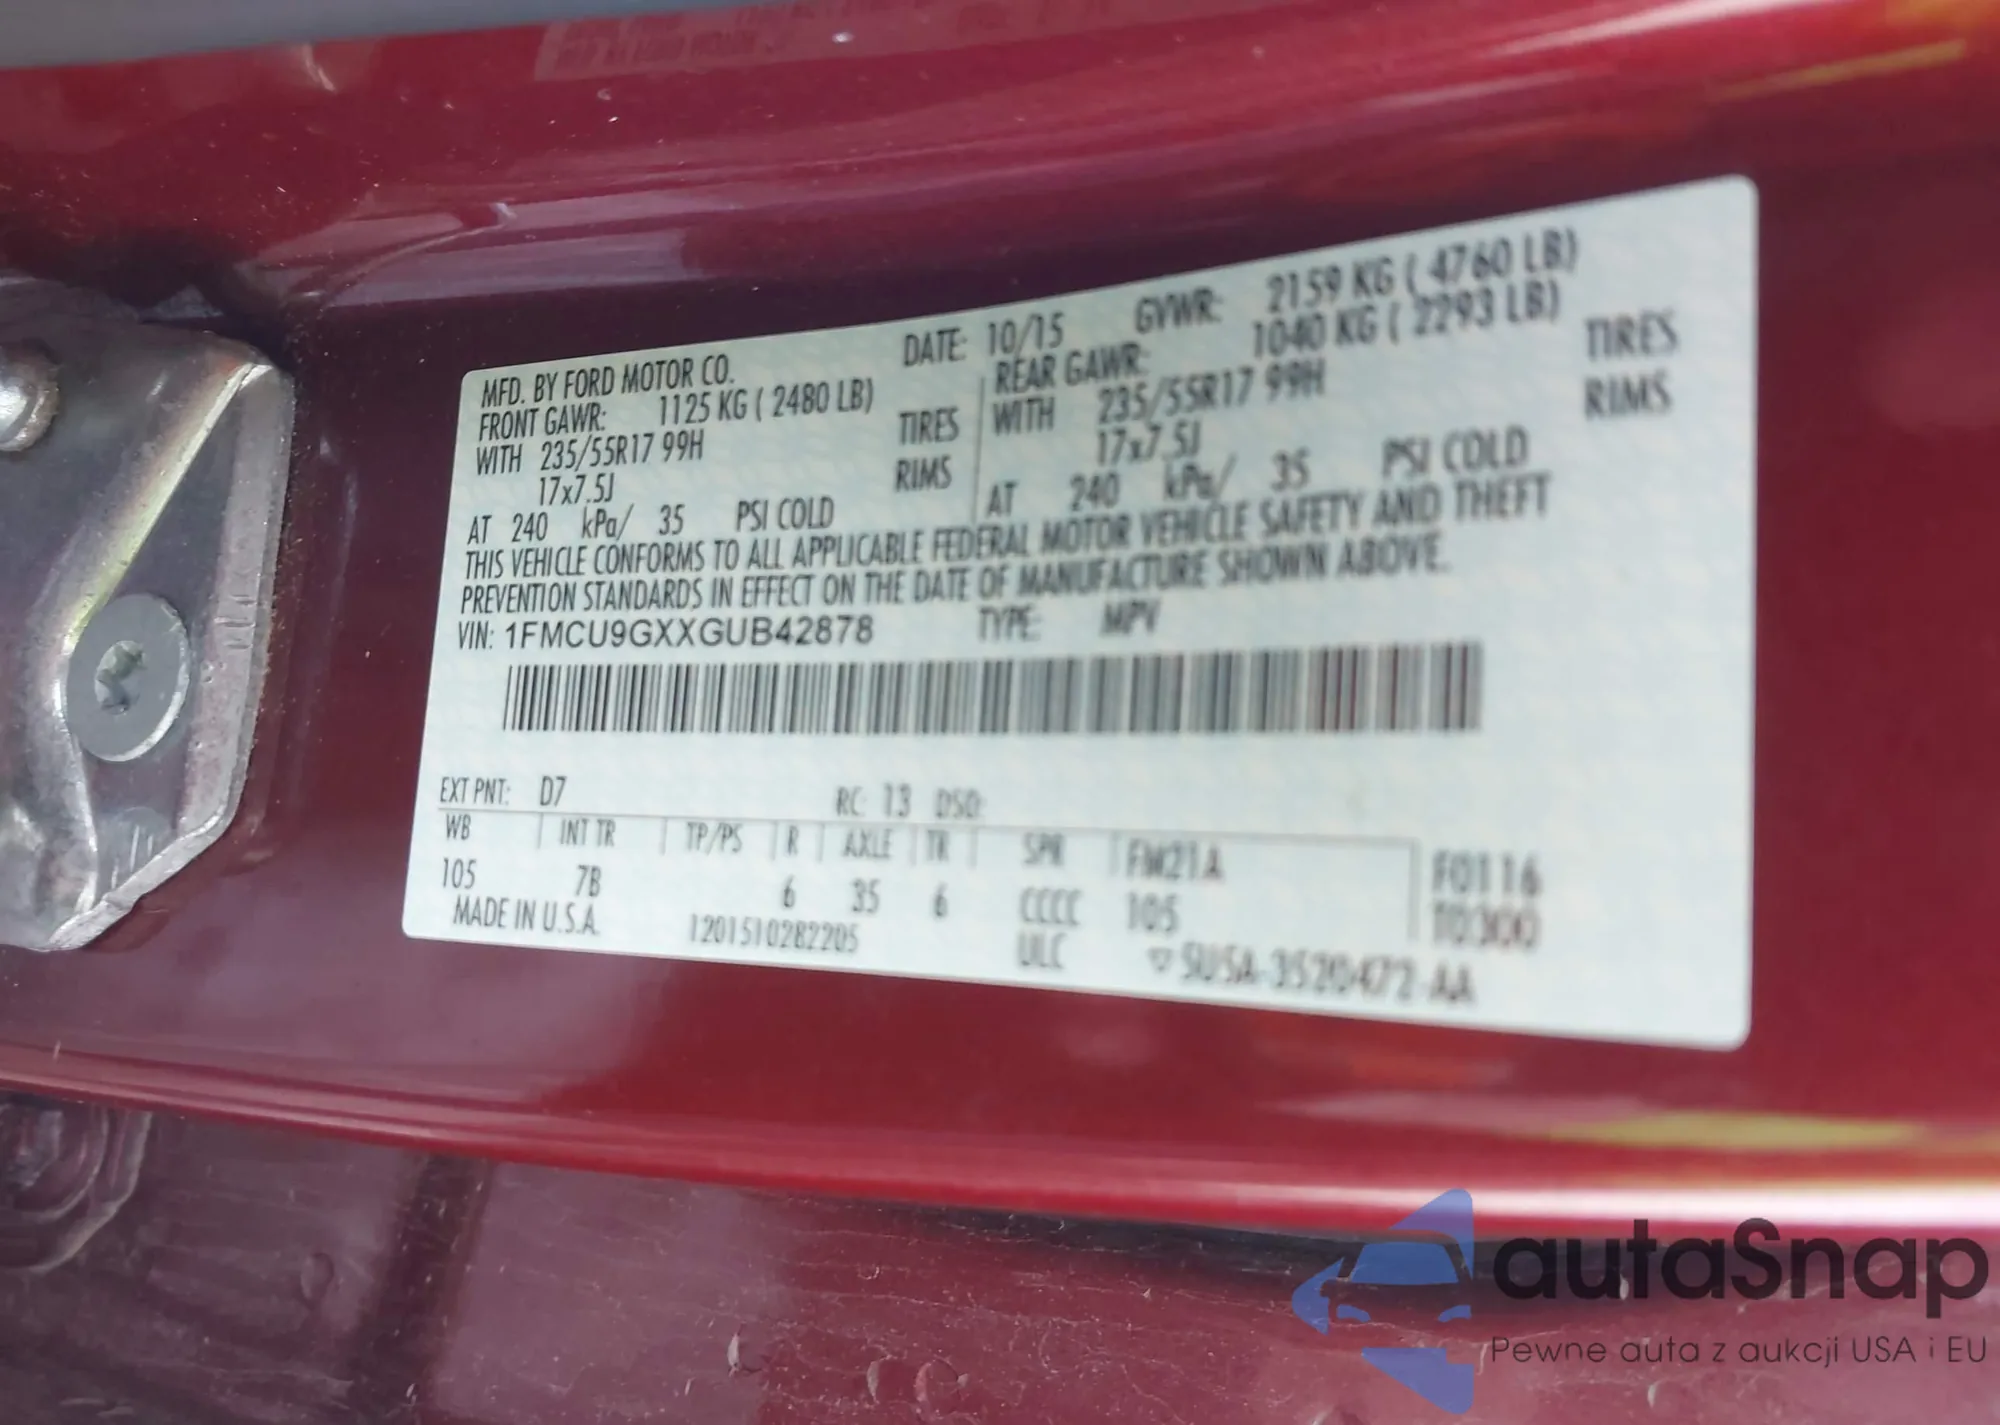 MFD. BY FORD MOTOR CO. DATE: 10/15 GVWR: 2159 KG ( 4760 LB)
FRONT GAWR: 1125 KG ( 2480 LB) REAR GAWR: 1040 KG ( 2293 LB)
WITH 235/55R17 99H TIRES WITH 235/55R17 99H TIRES
17x7.5J RIMS 17x7.5J RIMS
AT 240 kPa/ 35 PSI COLD AT 240 kPa/ 35 PSI COLD
THIS VEHICLE CONFORMS TO ALL APPLICABLE FEDERAL MOTOR VEHICLE SAFETY AND THEFT
PREVENTION STANDARDS IN EFFECT ON THE DATE OF MANUFACTURE SHOWN ABOVE.
VIN: 1FMCU9GXXGUB42878 TYPE: MPV
EXT PNT: D7 RC: 13 DSO:
WB INT TR TP/PS R AXLE TR SPR FM21A F0116
105 7B 6 35 6 CCCC 105 T0300
MADE IN U.S.A. 1201510282205 ULC ▽ 5U5A-3520472-AA
autaSnap
Pewne auta z aukcji USA i EU